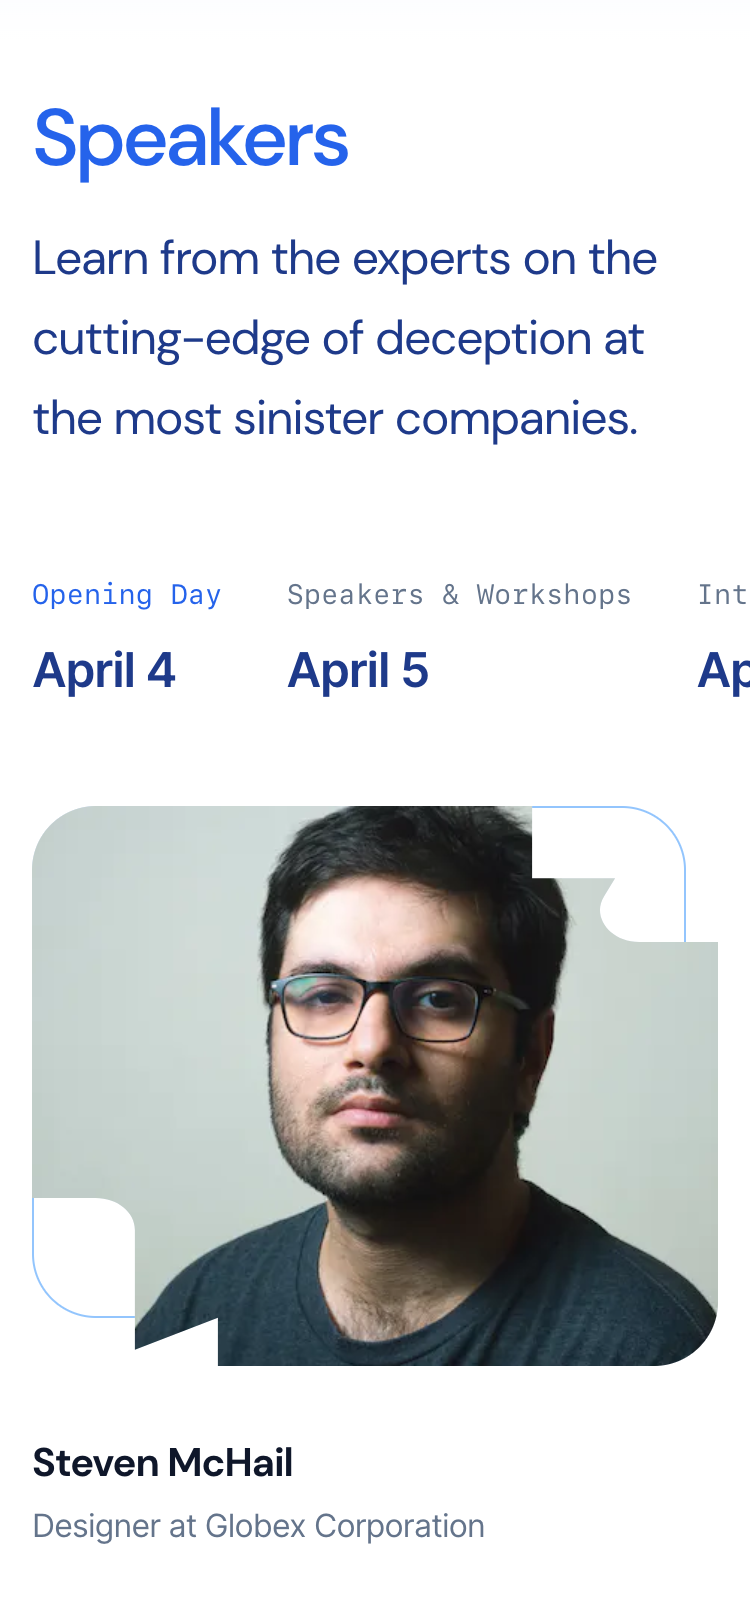 Speakers
Learn from the experts on the
cutting-edge of deception at
the most sinister companies.
Opening Day Speakers & Workshops Int
April 4 April 5 Ap
Steven McHail
Designer at Globex Corporation